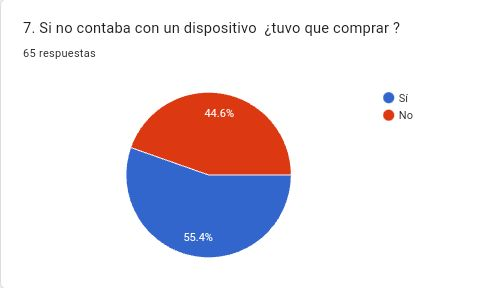 7. Si no contaba con un dispositivo  ¿tuvo que comprar ?
65 respuestas
44.6%
55.4%
Sí
No